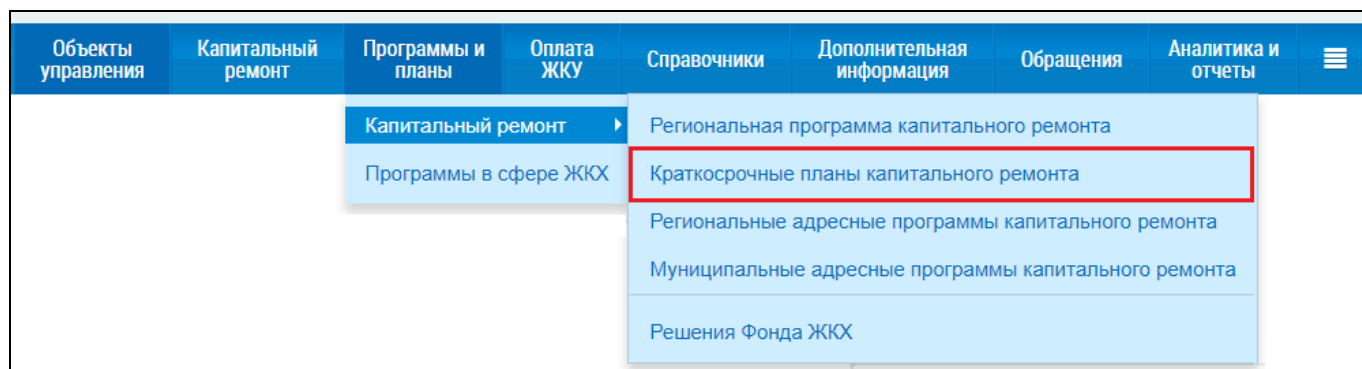 Объекты управления
Капитальный ремонт
Программы и планы
Оплата ЖКУ
Справочники
Дополнительная информация
Обращения
Аналитика и отчеты
Капитальный ремонт
Программы в сфере ЖКХ
Региональная программа капитального ремонта
Краткосрочные планы капитального ремонта
Региональные адресные программы капитального ремонта
Муниципальные адресные программы капитального ремонта
Решения Фонда ЖКХ